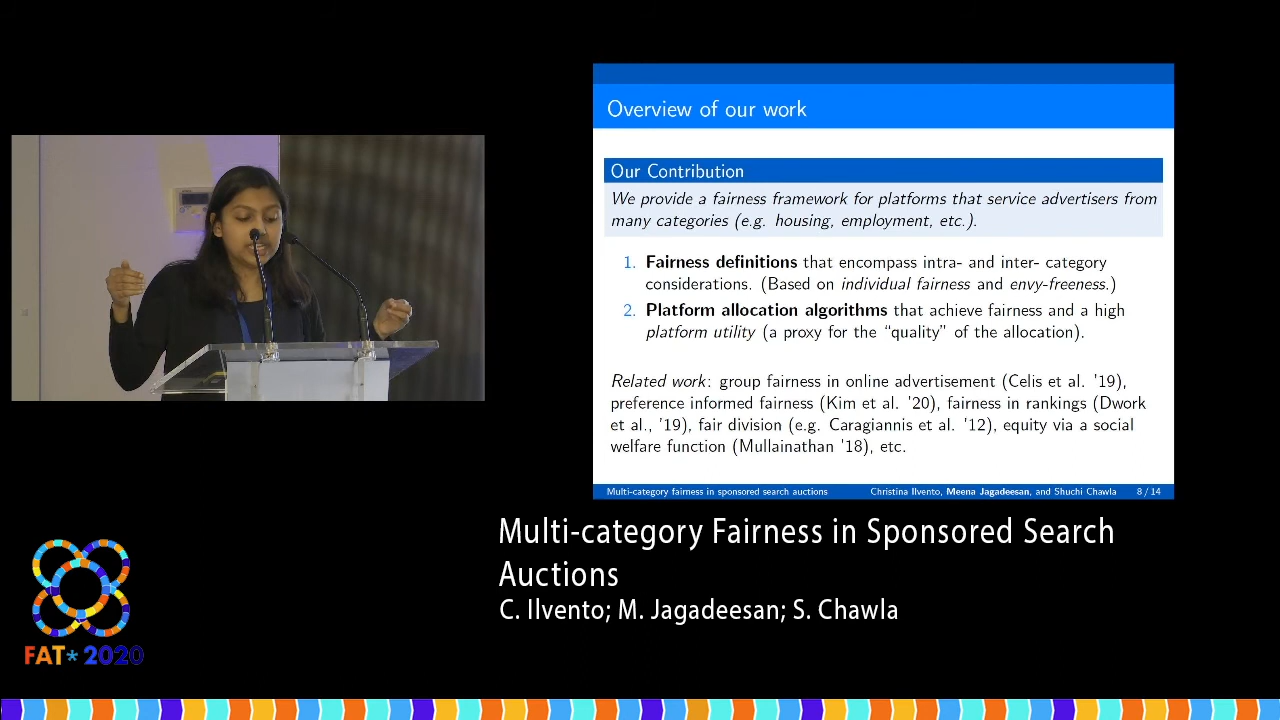 Overview of our work
Our Contribution
We provide a fairness framework for platforms that service advertisers from
many categories (e.g. housing, employment, etc.).
1. Fairness definitions that encompass intra- and inter- category
considerations. (Based on individual fairness and envy-freeness.)
2. Platform allocation algorithms that achieve fairness and a high
platform utility (a proxy for the “quality” of the allocation).
Related work: group fairness in online advertisement (Celis et al. '19),
preference informed fairness (Kim et al. '20), fairness in rankings (Dwork
et al., '19), fair division (e.g. Caragiannis et al. '12), equity via a social
welfare function (Mullainathan '18), etc.
Multi-category fairness in sponsored search auctions Christina Ilvento, Meena Jagadeesan, and Shuchi Chawla 8 / 14
Multi-category Fairness in Sponsored Search
Auctions
C. Ilvento; M. Jagadeesan; S. Chawla
FAT* 2020